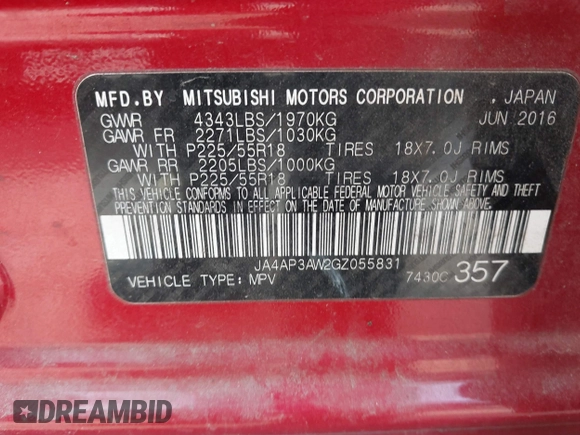 MFD.BY MITSUBISHI MOTORS CORPORATION , JAPAN
GVWR 4343LBS/1970KG JUN 2016
GAWR FR 2271LBS/1030KG
WITH P225/55R18 TIRES 18X7.0J RIMS
GAWR RR 2205LBS/1000KG
WITH P225/55R18 TIRES 18X7.0J RIMS
THIS VEHICLE CONFORMS TO ALL APPLICABLE FEDERAL MOTOR VEHICLE SAFETY AND THEFT
PREVENTION STANDARDS IN EFFECT ON THE DATE OF MANUFACTURE SHOWN ABOVE.
JA4AP3AW2GZ055831
VEHICLE TYPE: MPV 7430C 357
DREAMBID